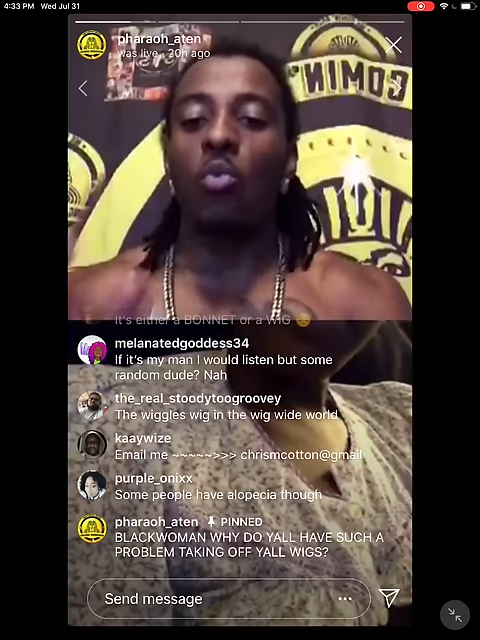 4:33 PM Wed Jul 31
pharaoh_aten
was live · 20h ago
COMIN'
It's either a BONNET or a WIG 😔
melanatedgoddess34
If it's my man I would listen but some
random dude? Nah
the_real_stoodytoogroovey
The wiggles wig in the wig wide world
kaaywize
Email me ~~~~~>>> chrismcotton@gmail
purple_onixx
Some people have alopecia though
pharaoh_aten 📌 PINNED
BLACKWOMAN WHY DO YALL HAVE SUCH A
PROBLEM TAKING OFF YALL WIGS?
Send message